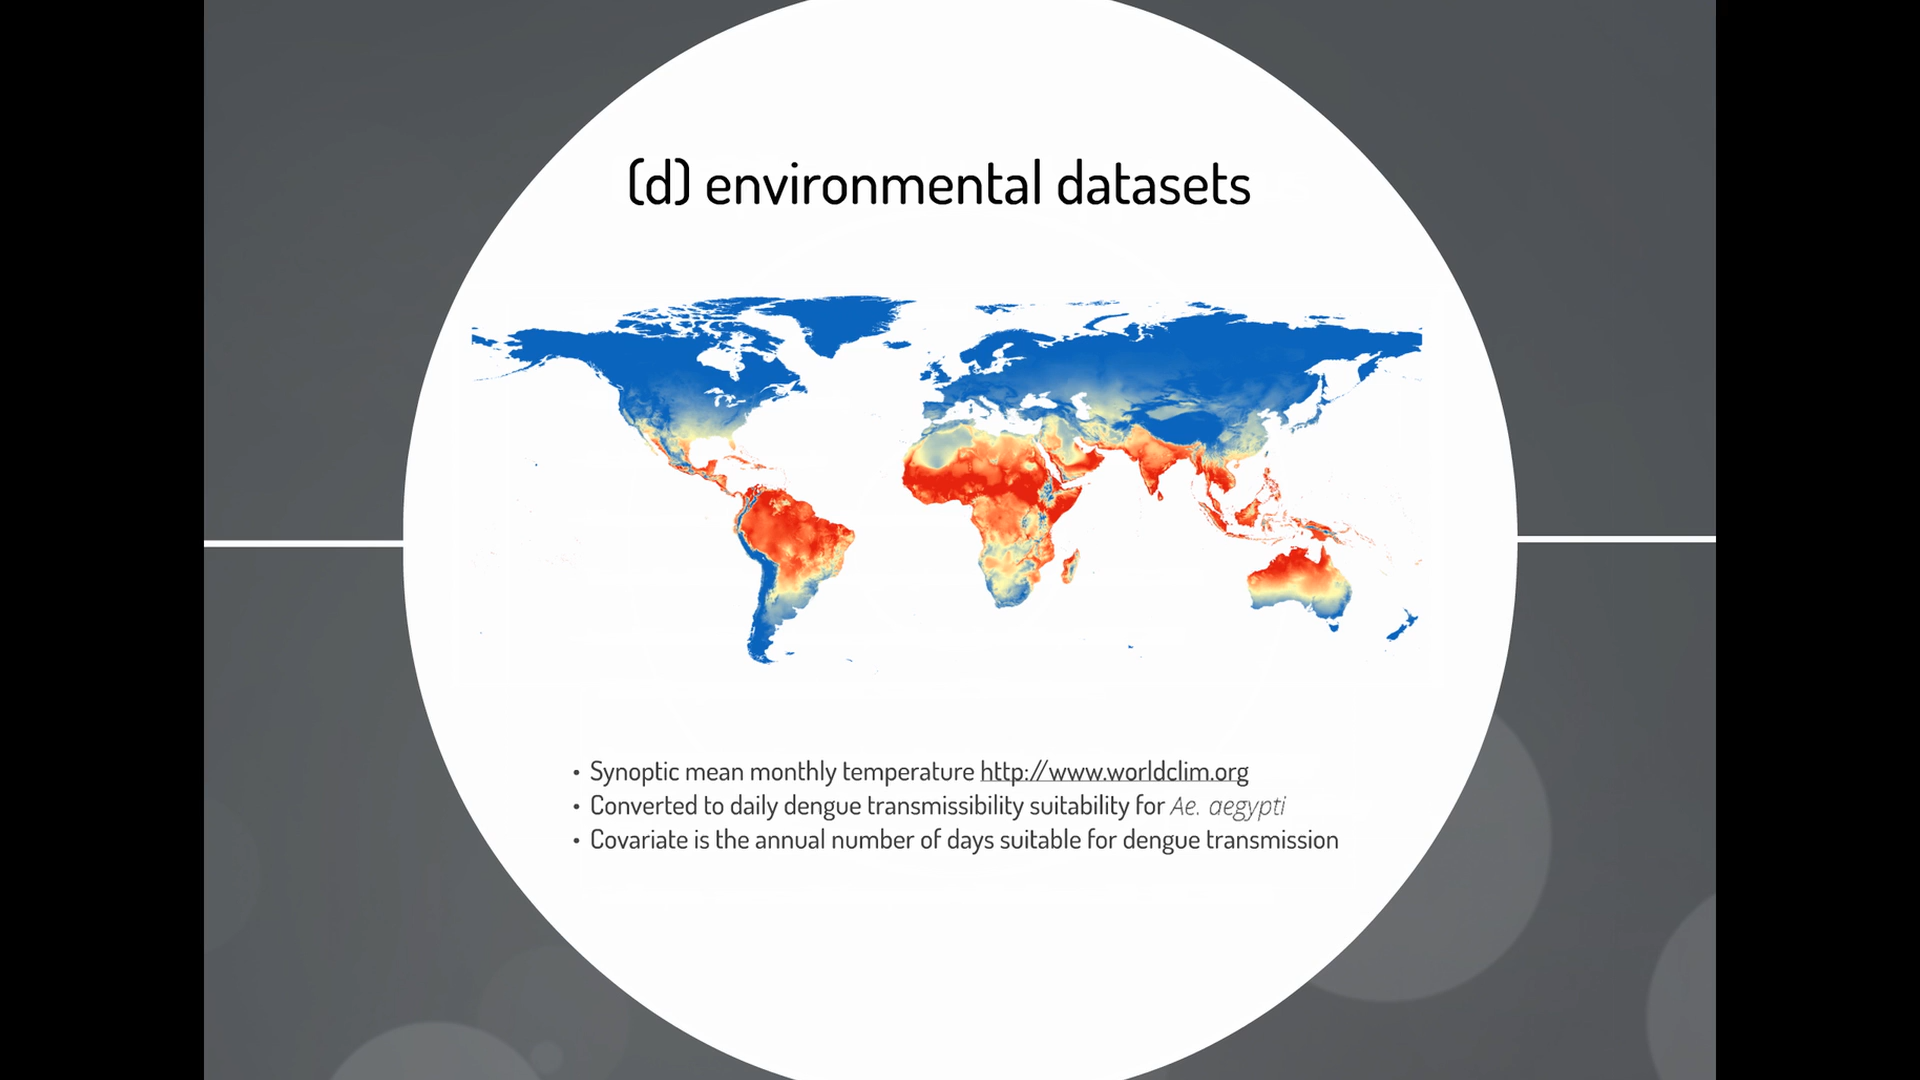 (d) environmental datasets
• Synoptic mean monthly temperature http://www.worldclim.org
• Converted to daily dengue transmissibility suitability for Ae. aegypti
• Covariate is the annual number of days suitable for dengue transmission